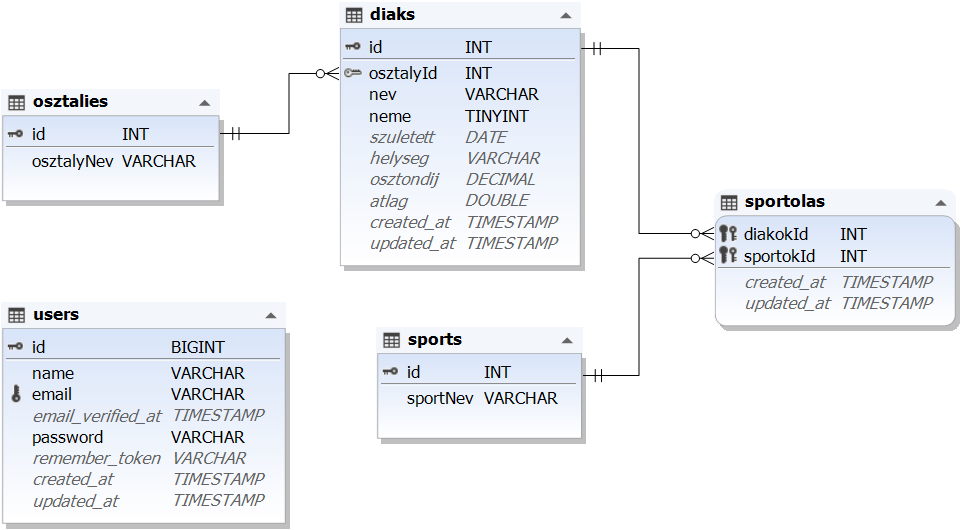 diaks
id INT
osztalyId INT
nev VARCHAR
neme TINYINT
szuletett DATE
helyseg VARCHAR
osztondij DECIMAL
atlag DOUBLE
created_at TIMESTAMP
updated_at TIMESTAMP
osztalies
id INT
osztalyNev VARCHAR
sportolas
diakokId INT
sportokId INT
created_at TIMESTAMP
updated_at TIMESTAMP
users
id BIGINT
name VARCHAR
email VARCHAR
email_verified_at TIMESTAMP
password VARCHAR
remember_token VARCHAR
created_at TIMESTAMP
updated_at TIMESTAMP
sports
id INT
sportNev VARCHAR